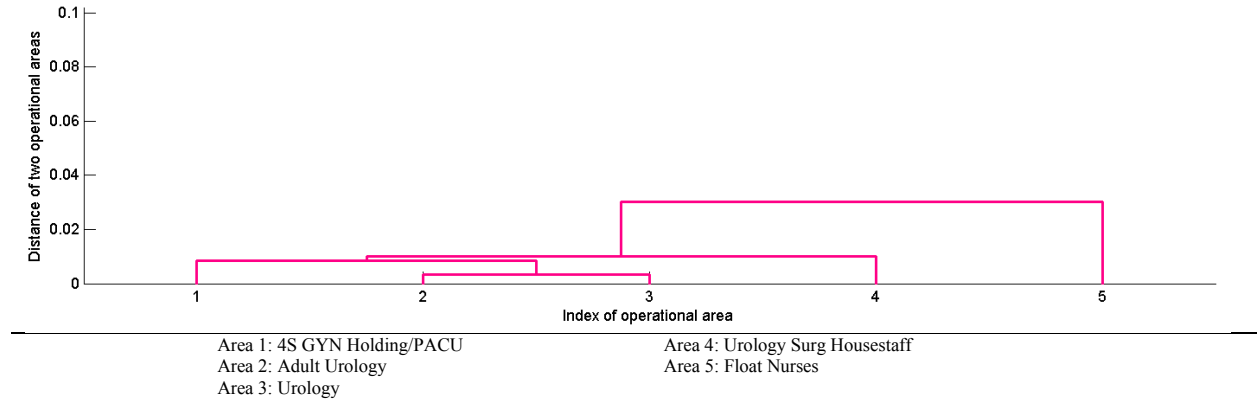 0.1
0.08
0.06
0.04
0.02
0
Distance of two operational areas
1 2 3 4 5
Index of operational area
Area 1: 4S GYN Holding/PACU
Area 2: Adult Urology
Area 3: Urology
Area 4: Urology Surg Housestaff
Area 5: Float Nurses